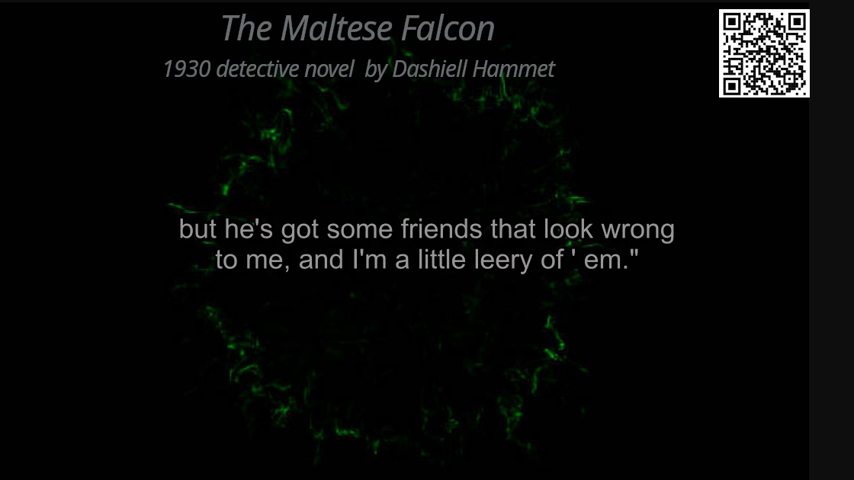 The Maltese Falcon
1930 detective novel by Dashiell Hammet
but he's got some friends that look wrong
to me, and I'm a little leery of ' em."